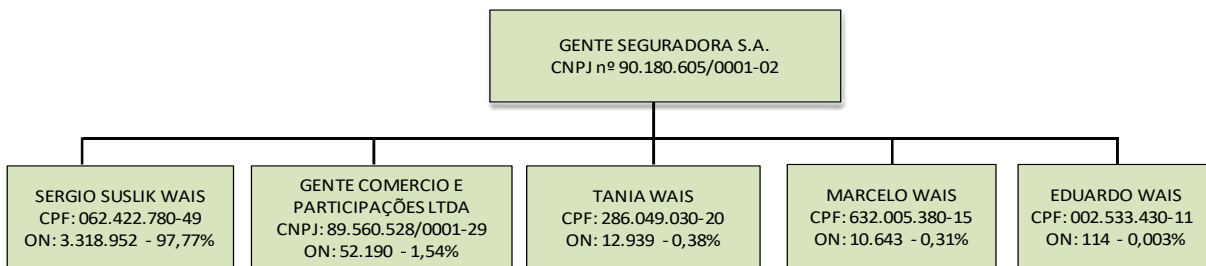 GENTE SEGURADORA S.A.
CNPJ nº 90.180.605/0001-02
SERGIO SUSLIK WAIS
CPF: 062.422.780-49
ON: 3.318.952 - 97,77%
GENTE COMERCIO E
PARTICIPAÇÕES LTDA
CNPJ: 89.560.528/0001-29
ON: 52.190 - 1,54%
TANIA WAIS
CPF: 286.049.030-20
ON: 12.939 - 0,38%
MARCELO WAIS
CPF: 632.005.380-15
ON: 10.643 - 0,31%
EDUARDO WAIS
CPF: 002.533.430-11
ON: 114 - 0,003%